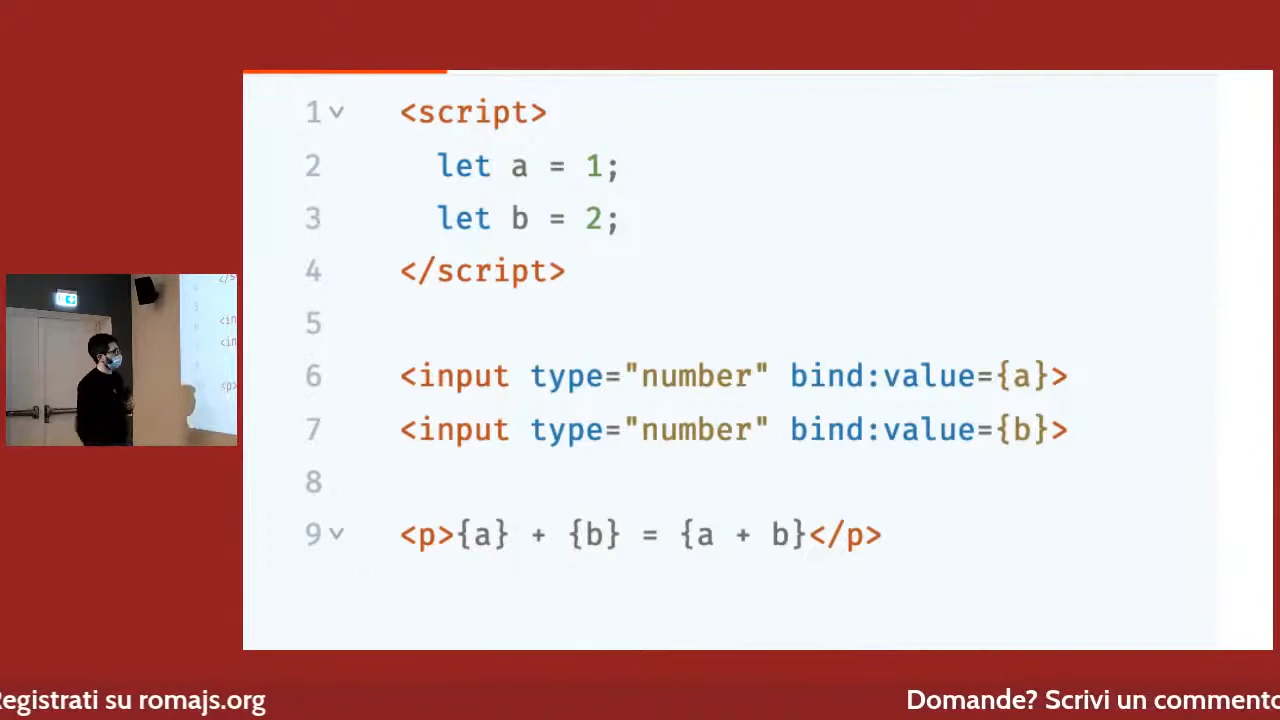 1 <script>
2 let a = 1;
3 let b = 2;
4 </script>
5
6 <input type="number" bind:value={a}>
7 <input type="number" bind:value={b}>
8
9 <p>{a} + {b} = {a + b}</p>
egistrati su romajs.org
Domande? Scrivi un commento